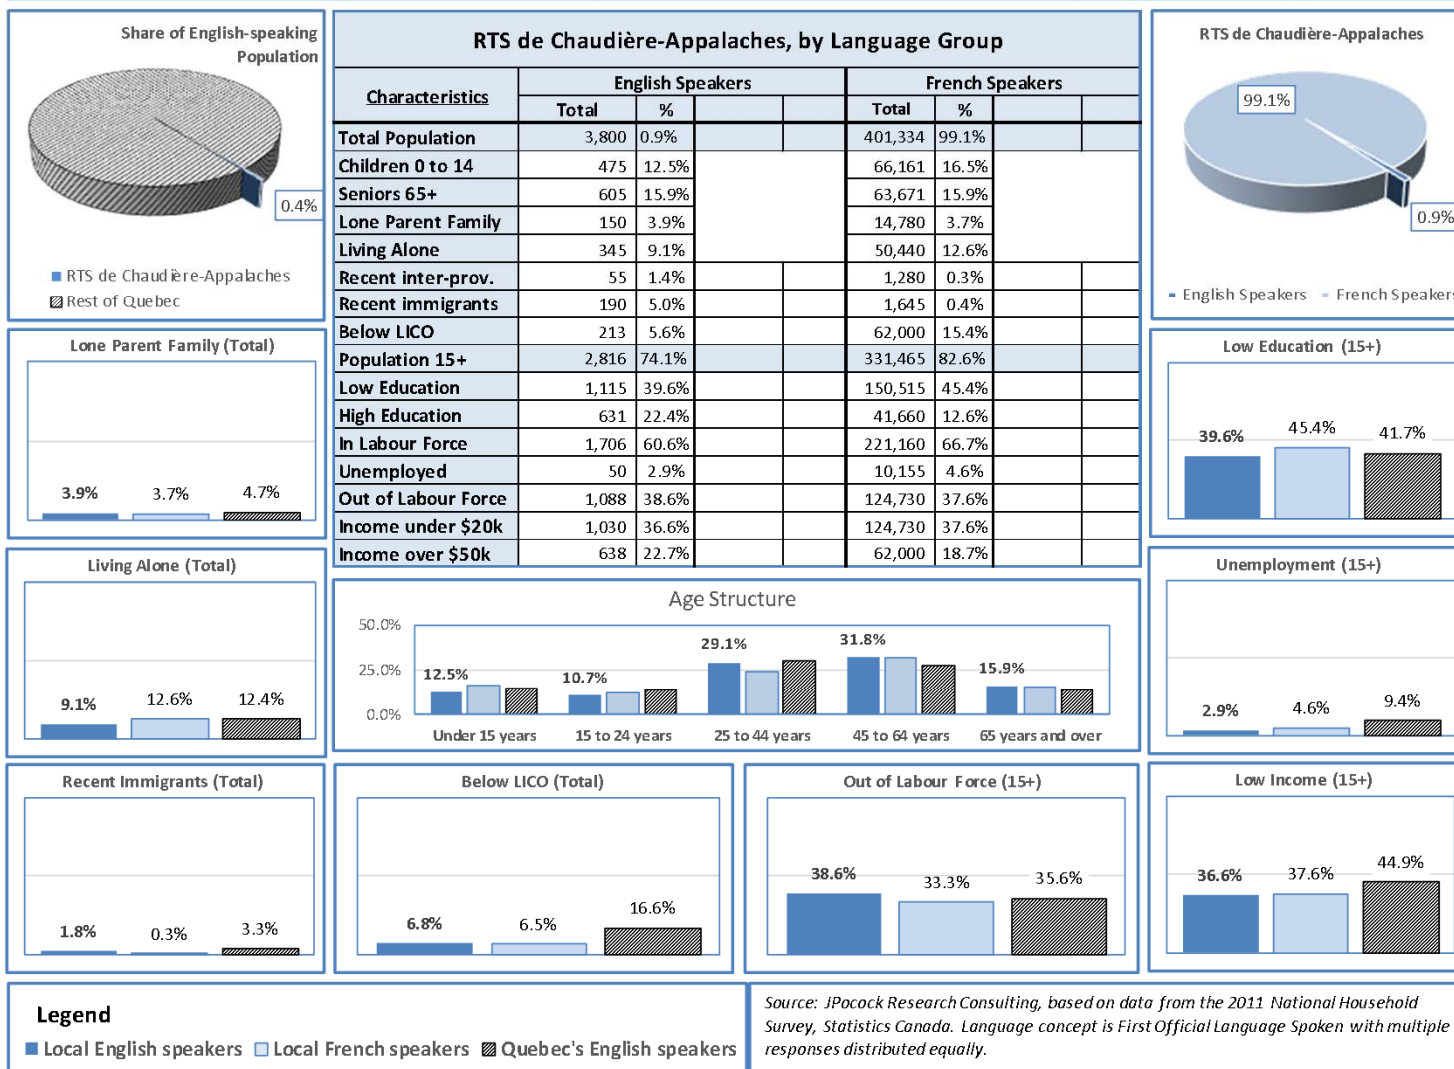 Share of English-speaking
Population
0.4%
RTS de Chaudière-Appalaches
Rest of Quebec
RTS de Chaudière-Appalaches, by Language Group
Characteristics English Speakers French Speakers
Total % Total %
Total Population 3,800 0.9% 401,334 99.1%
Children 0 to 14 475 12.5% 66,161 16.5%
Seniors 65+ 605 15.9% 63,671 15.9%
Lone Parent Family 150 3.9% 14,780 3.7%
Living Alone 345 9.1% 50,440 12.6%
Recent inter-prov. 55 1.4% 1,280 0.3%
Recent immigrants 190 5.0% 1,645 0.4%
Below LICO 213 5.6% 62,000 15.4%
Population 15+ 2,816 74.1% 331,465 82.6%
Low Education 1,115 39.6% 150,515 45.4%
High Education 631 22.4% 41,660 12.6%
In Labour Force 1,706 60.6% 221,160 66.7%
Unemployed 50 2.9% 10,155 4.6%
Out of Labour Force 1,088 38.6% 124,730 37.6%
Income under $20k 1,030 36.6% 124,730 37.6%
Income over $50k 638 22.7% 62,000 18.7%
RTS de Chaudière-Appalaches
99.1%
0.9%
English Speakers French Speakers
Lone Parent Family (Total)
3.9% 3.7% 4.7%
Low Education (15+)
39.6% 45.4% 41.7%
Living Alone (Total)
9.1% 12.6% 12.4%
Age Structure
50.0%
25.0%
0.0%
12.5% 10.7% 29.1% 31.8% 15.9%
Under 15 years 15 to 24 years 25 to 44 years 45 to 64 years 65 years and over
Unemployment (15+)
2.9% 4.6% 9.4%
Recent Immigrants (Total)
1.8% 0.3% 3.3%
Below LICO (Total)
6.8% 6.5% 16.6%
Out of Labour Force (15+)
38.6% 33.3% 35.6%
Low Income (15+)
36.6% 37.6% 44.9%
Legend
Local English speakers Local French speakers Quebec's English speakers
Source: JPocock Research Consulting, based on data from the 2011 National Household
Survey, Statistics Canada. Language concept is First Official Language Spoken with multiple
responses distributed equally.